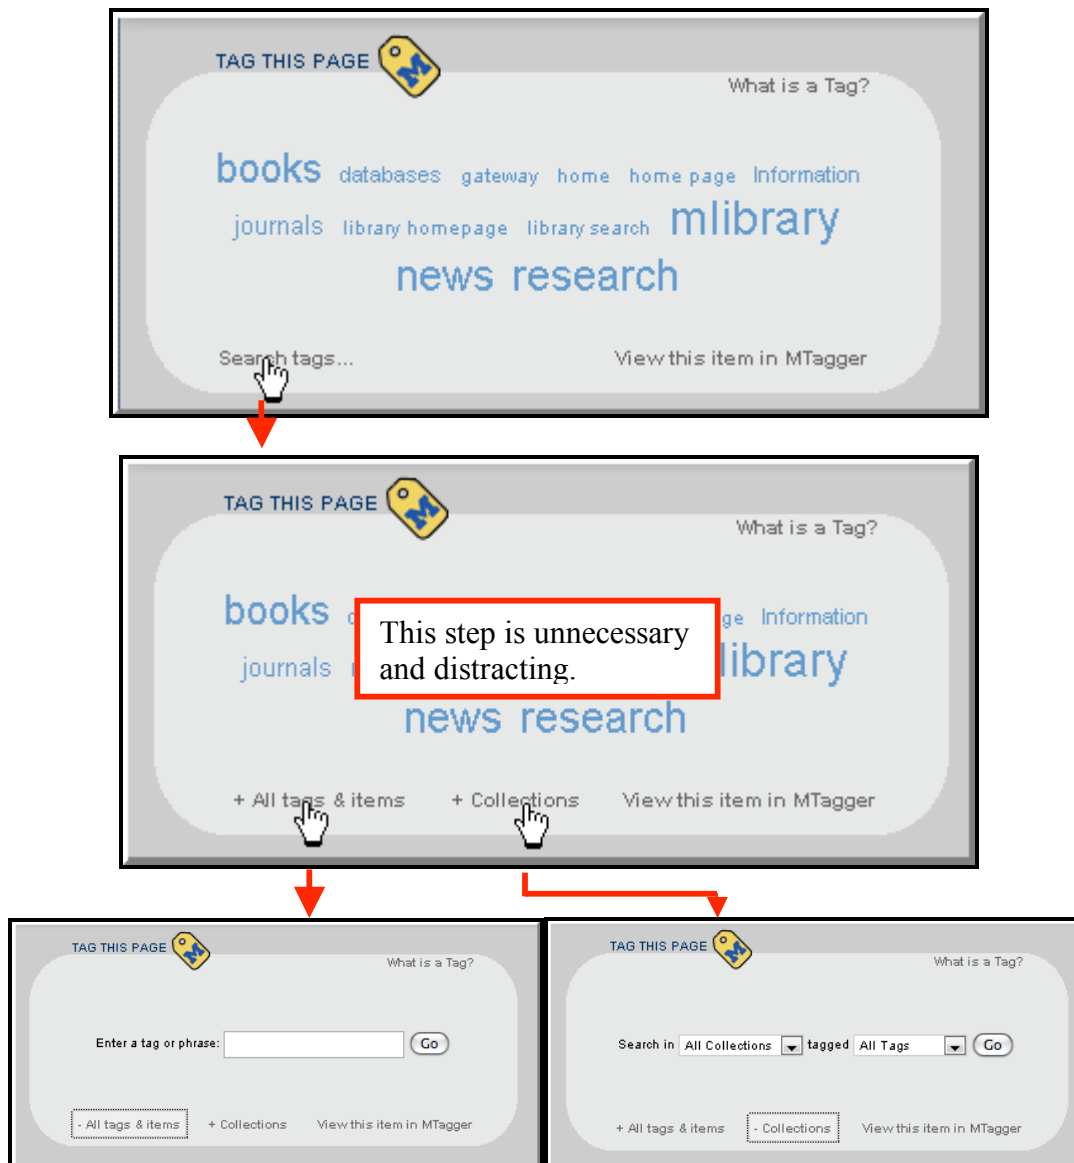 TAG THIS PAGE
M
What is a Tag?
books databases gateway home home page Information
journals library homepage library search mlibrary
news research
Search tags...
View this item in MTagger
TAG THIS PAGE
M
What is a Tag?
books
Information
This step is unnecessary
and distracting.
journals
news research
+ All tags & items
+ Collections
View this item in MTagger
TAG THIS PAGE
M
What is a Tag?
Enter a tag or phrase:
Go
- All tags & items
+ Collections
View this item in MTagger
TAG THIS PAGE
M
What is a Tag?
Search in All Collections tagged All Tags Go
+ All tags & items
- Collections
View this item in MTagger